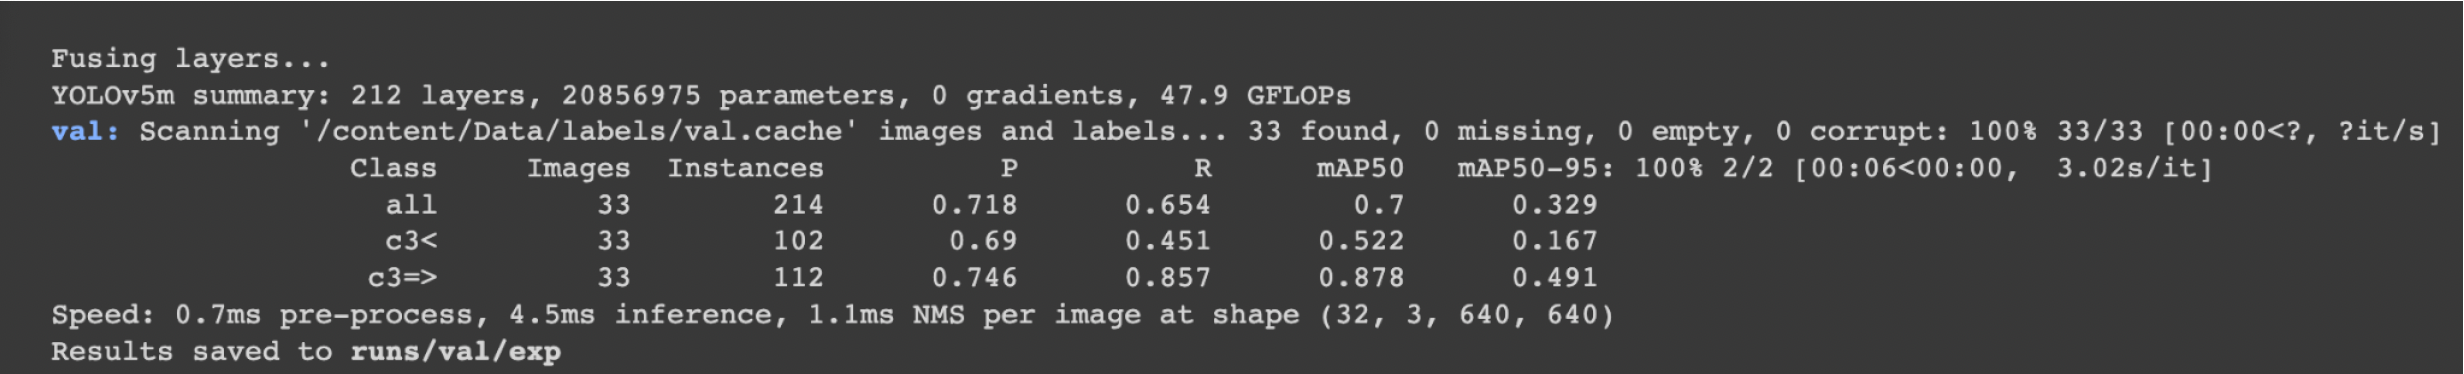 Fusing layers...
YOLOv5m summary: 212 layers, 20856975 parameters, 0 gradients, 47.9 GFLOPs
val: Scanning '/content/Data/labels/val.cache' images and labels... 33 found, 0 missing, 0 empty, 0 corrupt: 100% 33/33 [00:00<?, ?it/s]
Class Images Instances P R mAP50 mAP50-95: 100% 2/2 [00:06<00:00, 3.02s/it]
all 33 214 0.718 0.654 0.7 0.329
c3< 33 102 0.69 0.451 0.522 0.167
c3=> 33 112 0.746 0.857 0.878 0.491
Speed: 0.7ms pre-process, 4.5ms inference, 1.1ms NMS per image at shape (32, 3, 640, 640)
Results saved to runs/val/exp